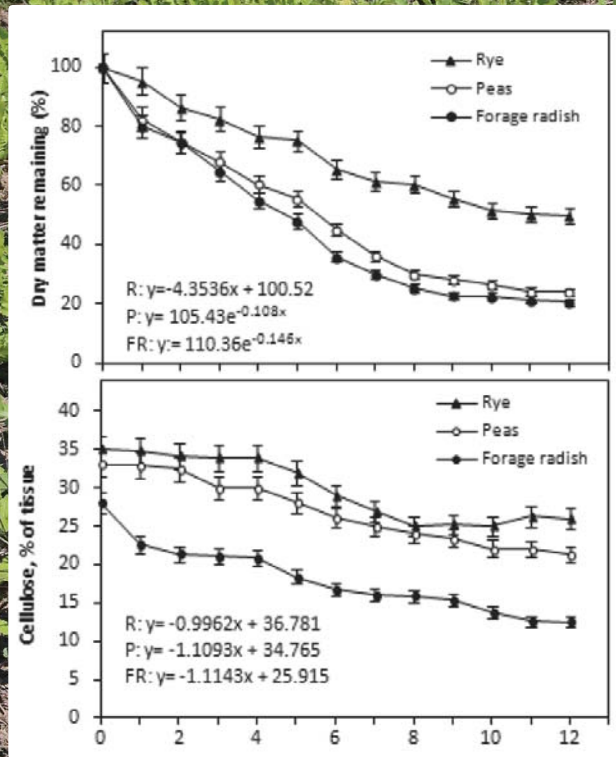 Dry matter remaining (%)
100
80
60
40
20
0
Rye
Peas
Forage radish
R: y=-4.3536x + 100.52
P: y= 105.43e^-0.108x
FR: y:= 110.36e^-0.146x
Cellulose, % of tissue
40
35
30
25
20
15
10
5
0
Rye
Peas
Forage radish
R: y= -0.9962x + 36.781
P: y= -1.1093x + 34.765
FR: y= -1.1143x + 25.915
0 2 4 6 8 10 12